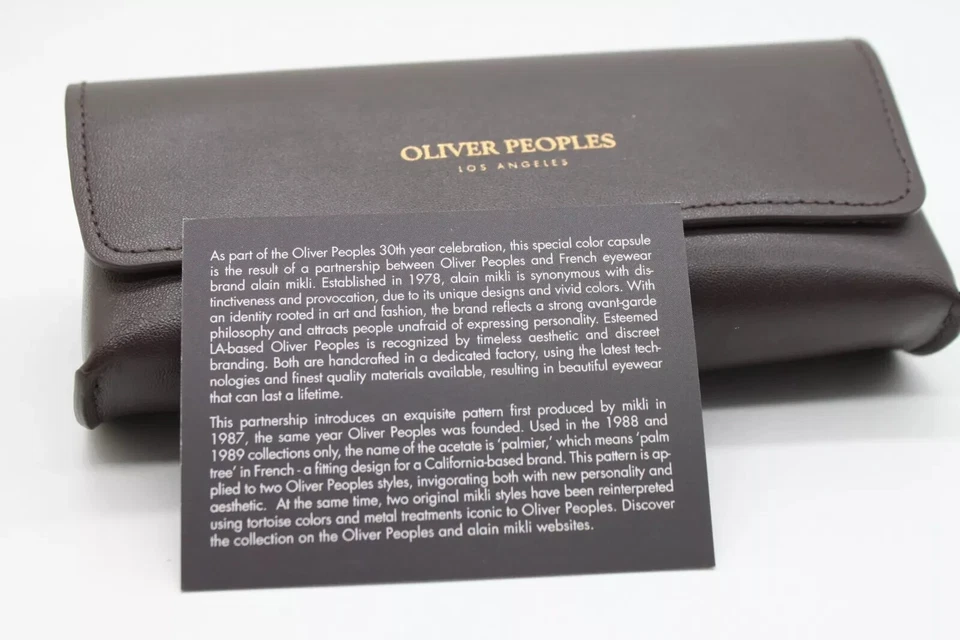 OLIVER PEOPLES
LOS ANGELES
As part of the Oliver Peoples 30th year celebration, this special color capsule
is the result of a partnership between Oliver Peoples and French eyewear
brand alain mikli. Established in 1978, alain mikli is synonymous with dis-
tinctiveness and provocation, due to its unique designs and vivid colors. With
an identity rooted in art and fashion, the brand reflects a strong avant-garde
philosophy and attracts people unafraid of expressing personality. Esteemed
LA-based Oliver Peoples is recognized by timeless aesthetic and discreet
branding. Both are handcrafted in a dedicated factory, using the latest tech-
nologies and finest quality materials available, resulting in beautiful eyewear
that can last a lifetime.
This partnership introduces an exquisite pattern first produced by mikli in
1987, the same year Oliver Peoples was founded. Used in the 1988 and
1989 collections only, the name of the acetate is 'palmier,' which means 'palm
tree' in French - a fitting design for a California-based brand. This pattern is ap-
plied to two Oliver Peoples styles, invigorating both with new personality and
aesthetic. At the same time, two original mikli styles have been reinterpreted
using tortoise colors and metal treatments iconic to Oliver Peoples. Discover
the collection on the Oliver Peoples and alain mikli websites.